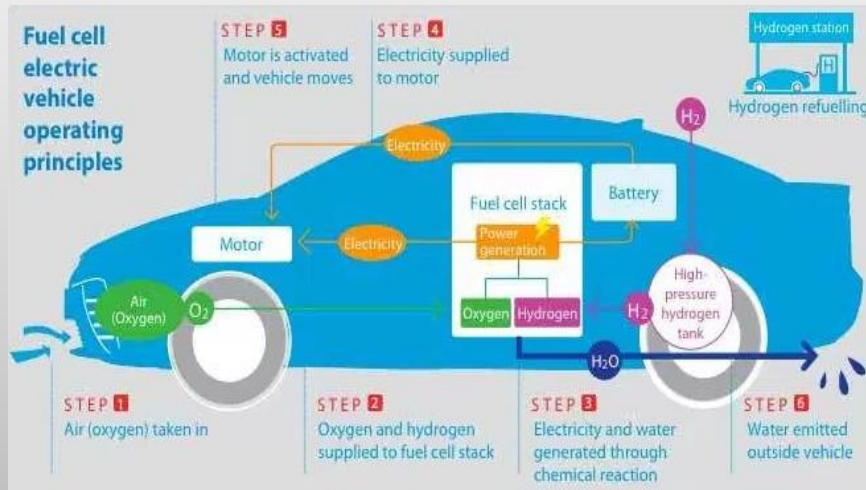 Fuel cell
electric
vehicle
operating
principles
STEP 5
Motor is activated
and vehicle moves
STEP 4
Electricity supplied
to motor
Hydrogen station
H
Hydrogen refuelling
H2
Electricity
Fuel cell stack
Battery
Motor
Electricity
Power
generation
High-
pressure
hydrogen
tank
Air
(Oxygen)
O2
Oxygen
Hydrogen
H2
H2O
STEP 1
Air (oxygen) taken in
STEP 2
Oxygen and hydrogen
supplied to fuel cell stack
STEP 3
Electricity and water
generated through
chemical reaction
STEP 6
Water emitted
outside vehicle